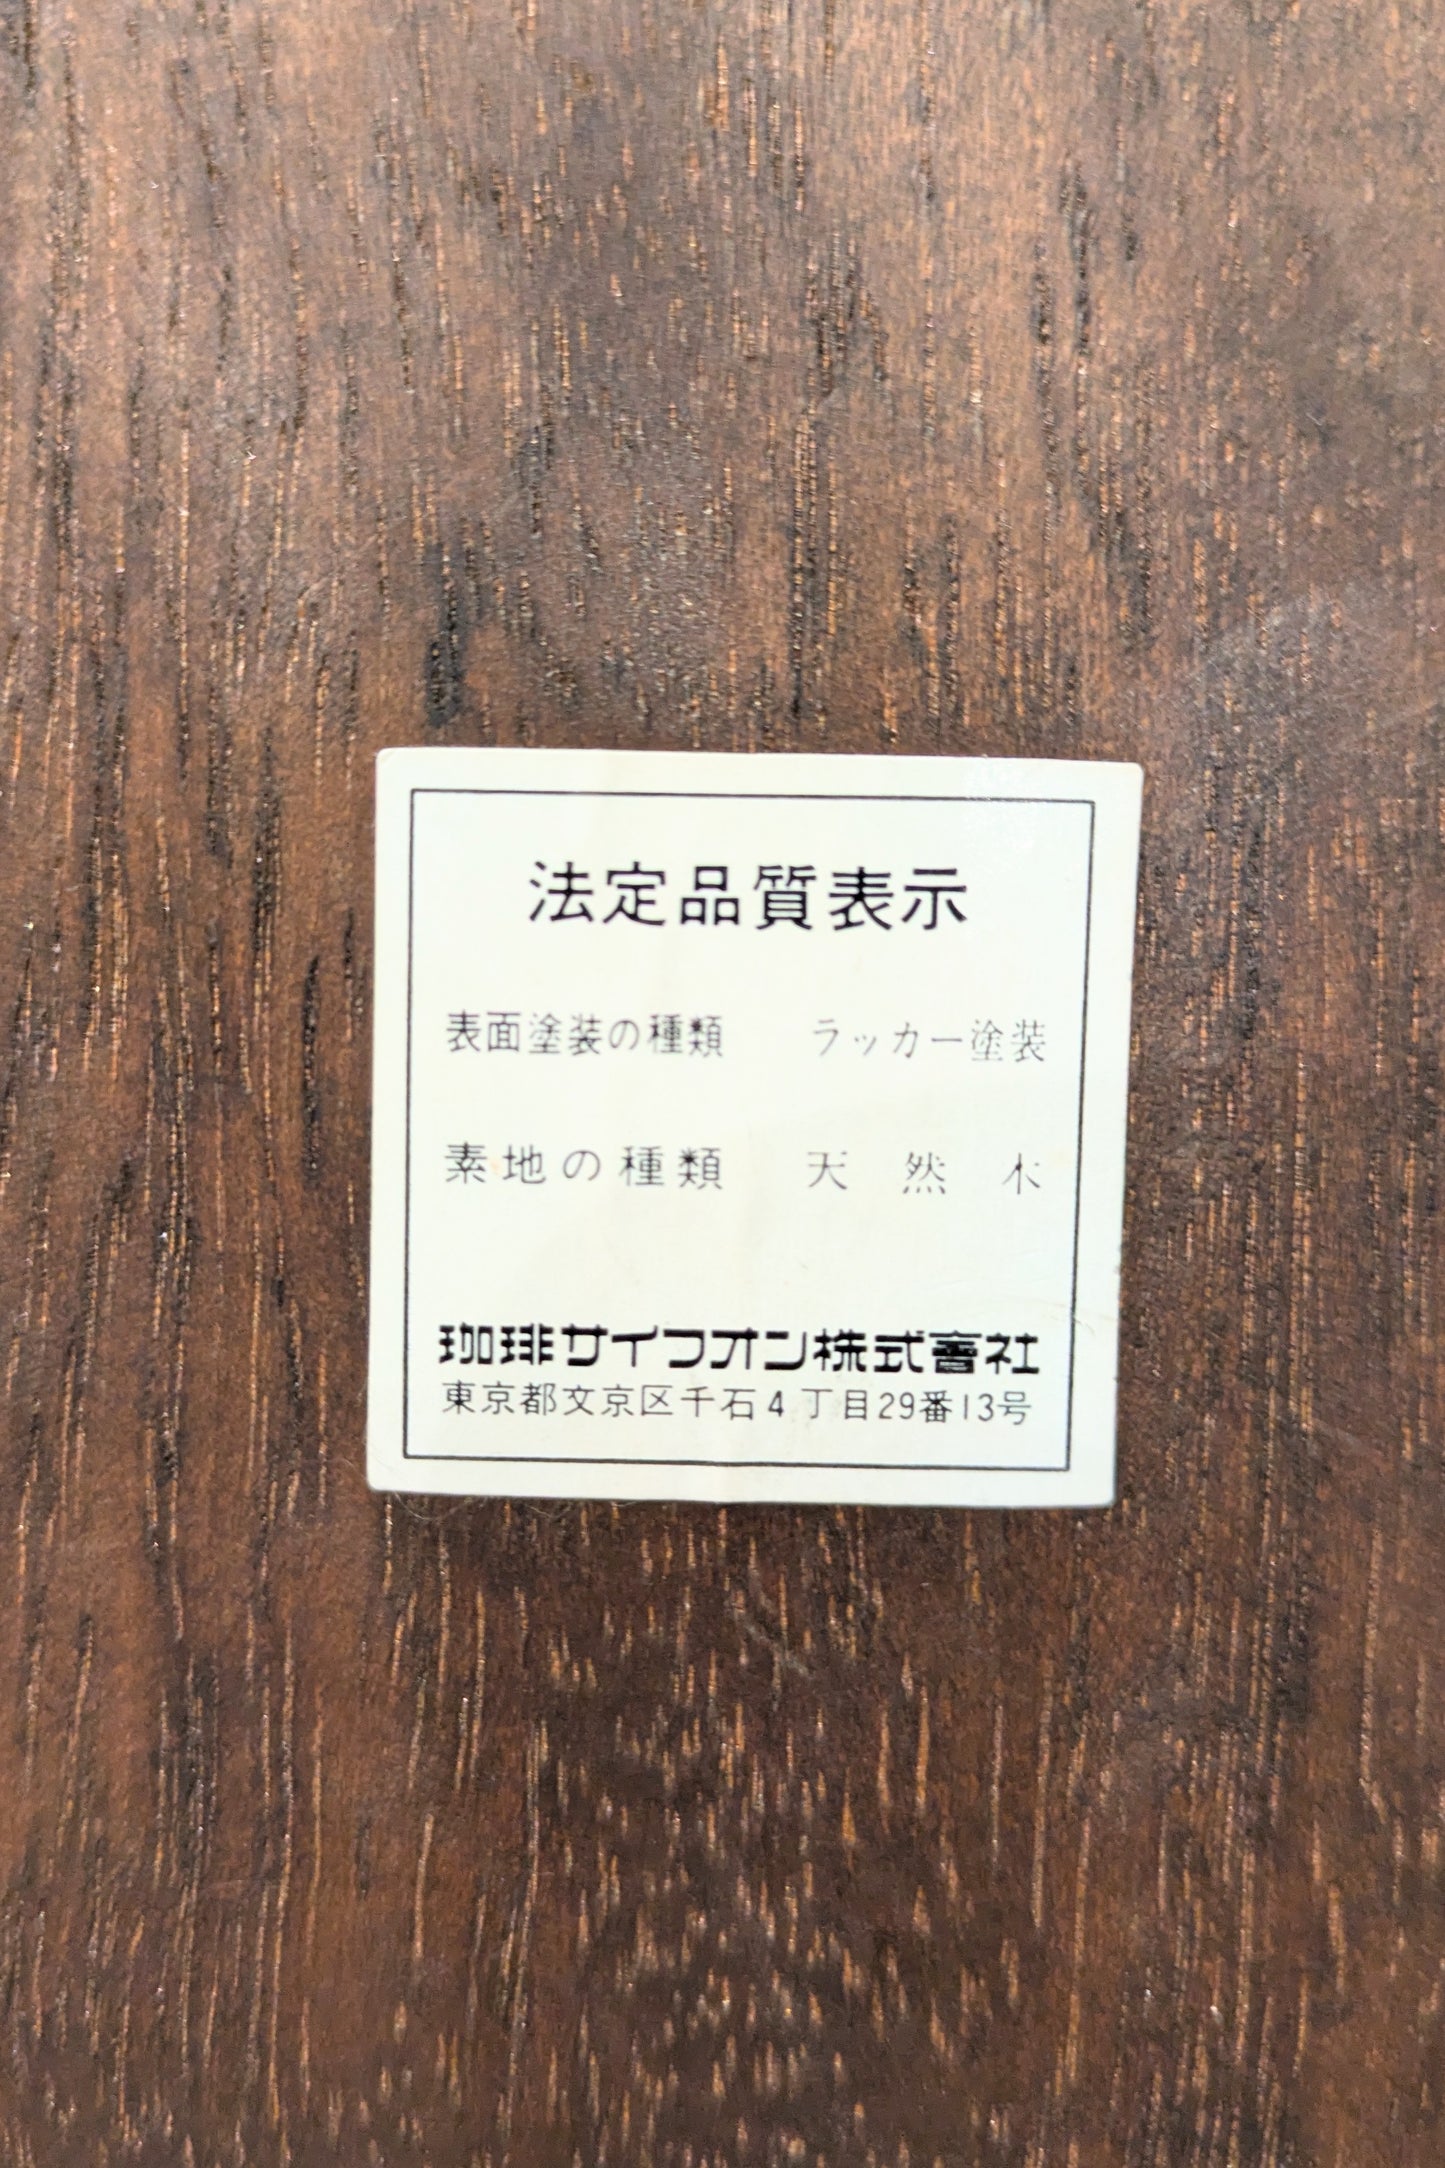 法定品質表示
表面塗装の種類 ラッカー塗装
素地の種類 天然木
珈琲サイフオン株式會社
東京都文京区千石4丁目29番13号